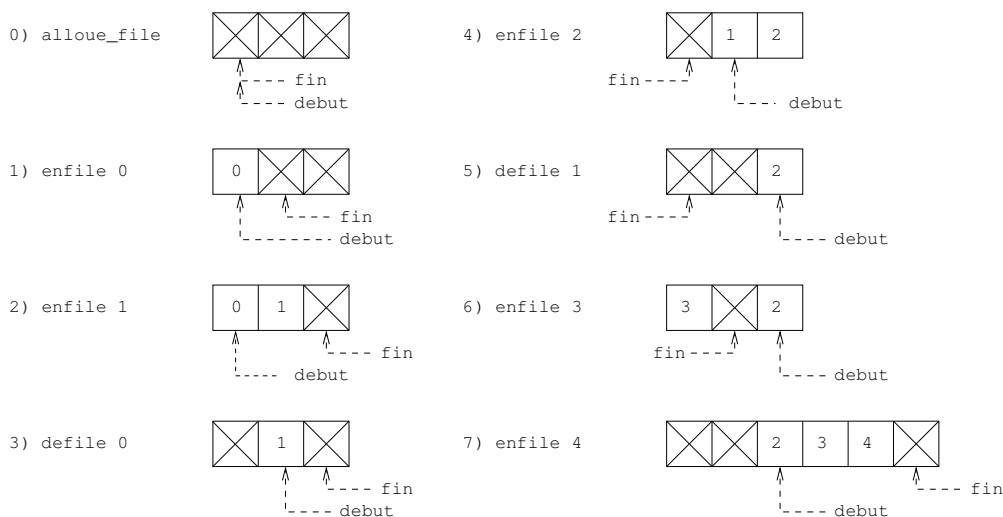 0) alloue_file
fin
debut
1) enfile 0
0
fin
debut
2) enfile 1
0 1
fin
debut
3) defile 0
1
fin
debut
4) enfile 2
1 2
fin
debut
5) defile 1
2
fin
debut
6) enfile 3
3 2
fin
debut
7) enfile 4
2 3 4
fin
debut